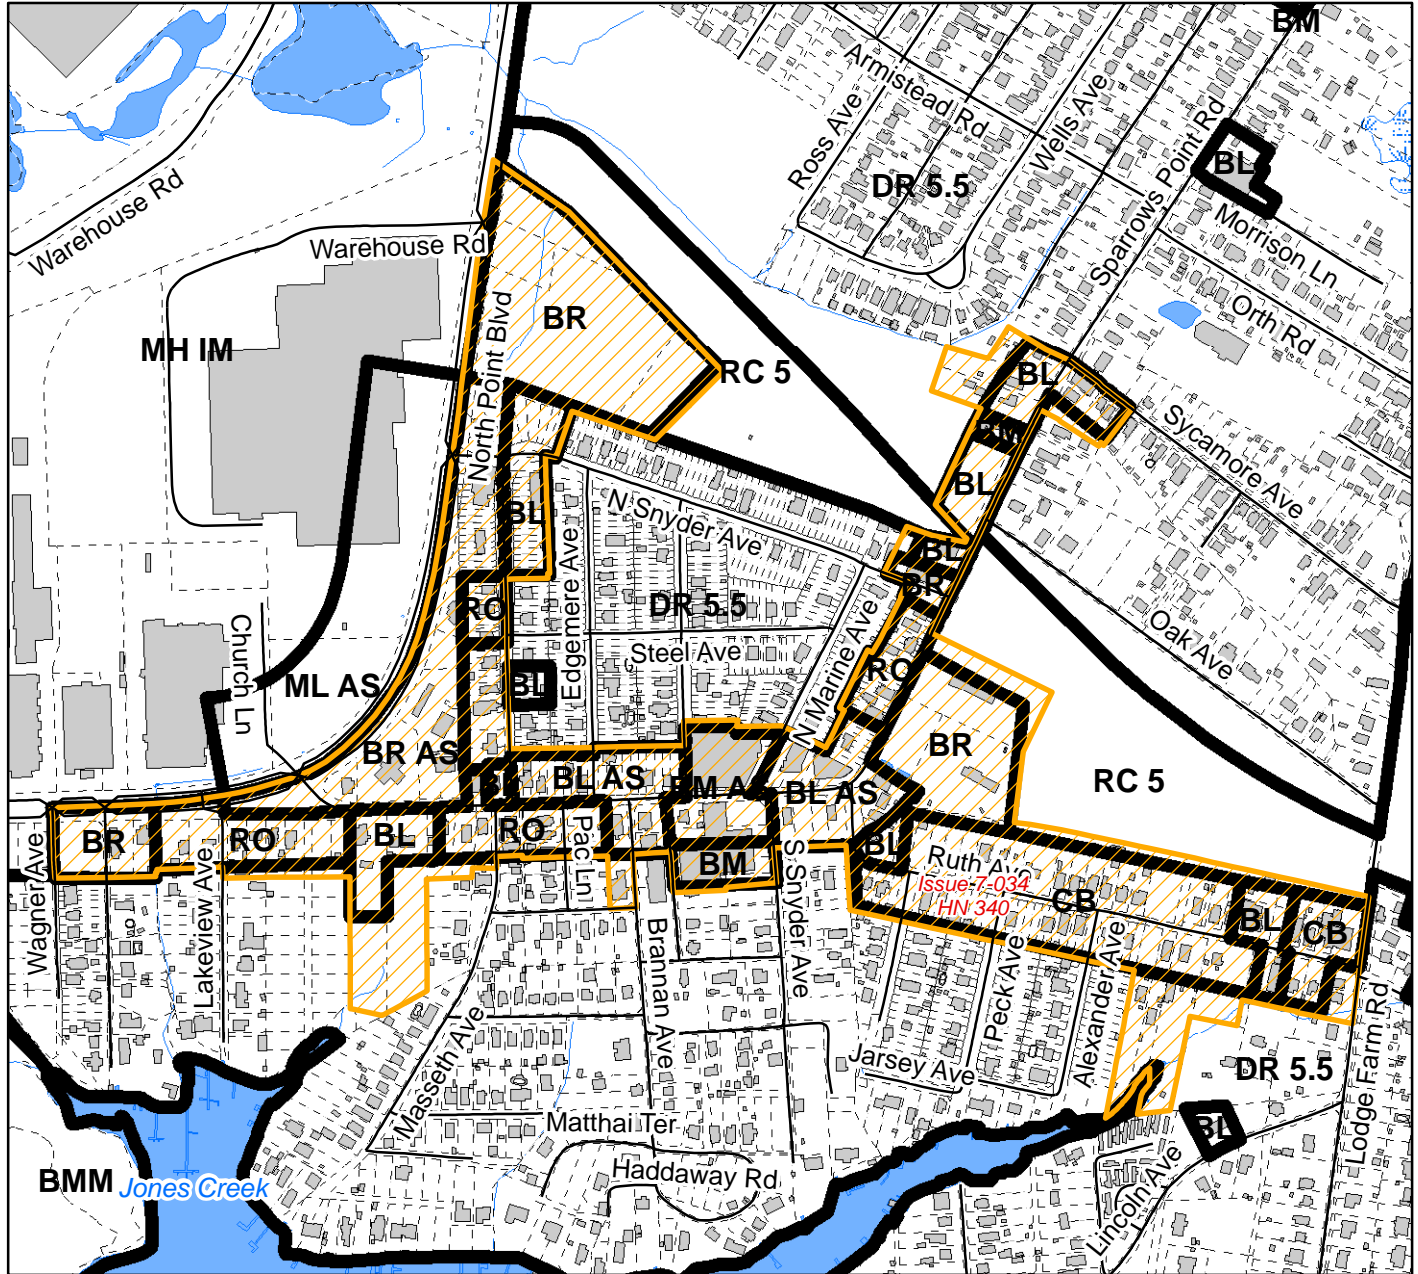 BM
Armistead Rd
Ross Ave
Wells Ave
Sparrows Point Rd
BL
DR 5.5
Warehouse Rd
Morrison Ln
Warehouse Rd
Orth Rd
North Point Blvd
BR
MH IM
RC 5
BL
Sycamore Ave
BM
BL
BL
N Snyder Ave
BL
Edgemere Ave
BR
RO
DR 5.5
N Marine Ave
Oak Ave
Church Ln
Steel Ave
RO
ML AS
BL
BR AS
BR
RC 5
BL AS
BM AS
BL AS
Wagner Ave
BR
RO
BL
RO
Pac Ln
BM
S Snyder Ave
BL
Ruth Ave
Issue 7-034
HN 340
CB
BL
CB
Lakeview Ave
Brannan Ave
Peck Ave
Alexander Ave
Lodge Farm Rd
Masseth Ave
Jarsey Ave
DR 5.5
Matthai Ter
BL
Haddaway Rd
Lincoln Ave
BMM
Jones Creek